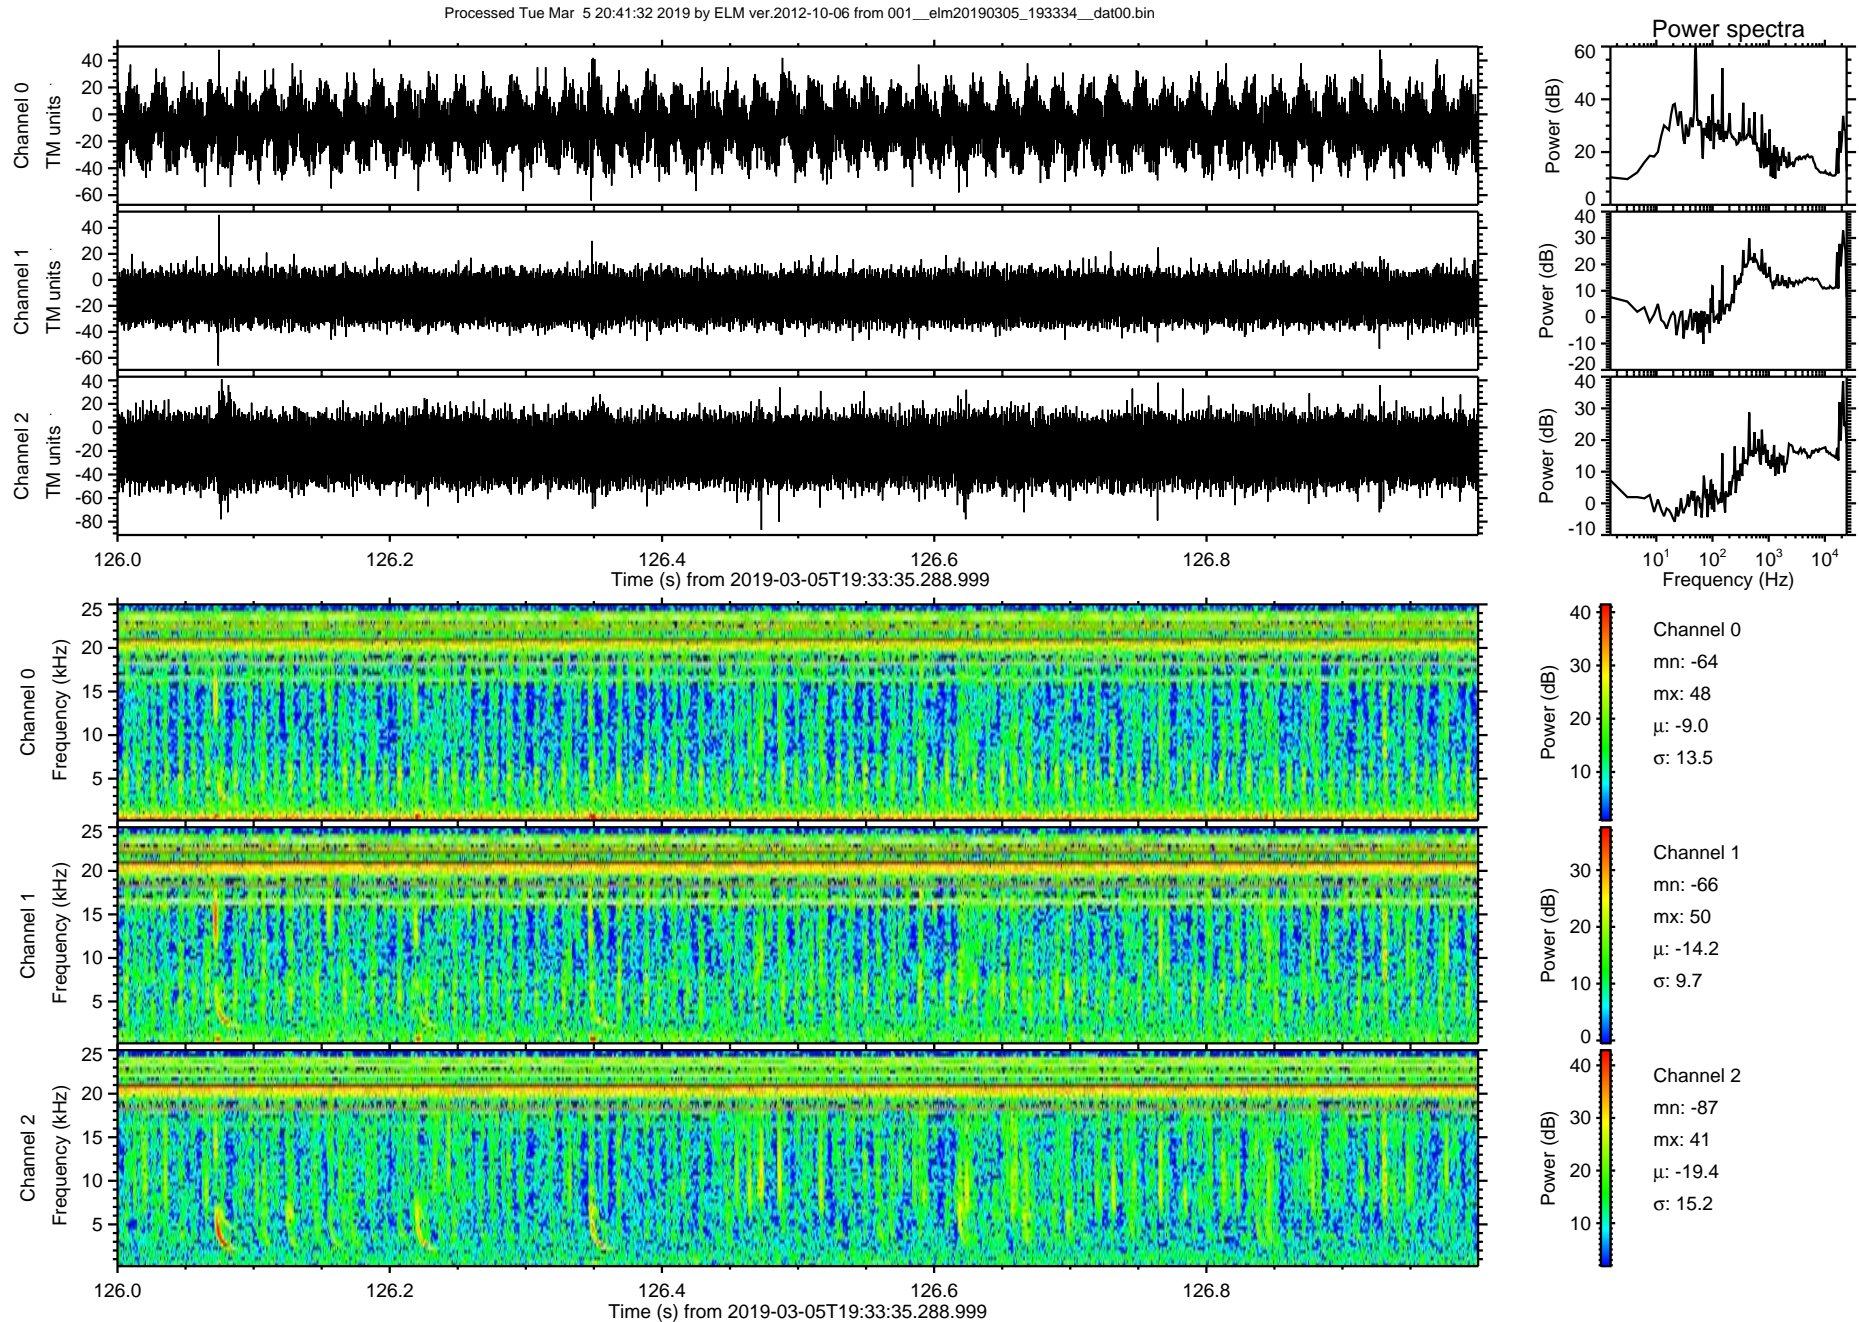 Processed Tue Mar  5 20:41:32 2019 by ELM ver.2012-10-06 from 001__elm20190305_193334__dat00.bin
Power spectra
Channel 0
TM units
40
20
0
-20
-40
-60
Power (dB)
60
40
20
0
Channel 1
TM units
40
20
0
-20
-40
-60
Power (dB)
40
30
20
10
0
-10
-20
Channel 2
TM units
40
20
0
-20
-40
-60
-80
Power (dB)
40
30
20
10
0
-10
126.0 126.2 126.4 126.6 126.8
Time (s) from 2019-03-05T19:33:35.288.999
10^1 10^2 10^3 10^4
Frequency (Hz)
Channel 0
Frequency (kHz)
25
20
15
10
5
Power (dB)
40
30
20
10
Channel 0
mn: -64
mx: 48
μ: -9.0
σ: 13.5
Channel 1
Frequency (kHz)
25
20
15
10
5
Power (dB)
30
20
10
0
Channel 1
mn: -66
mx: 50
μ: -14.2
σ: 9.7
Channel 2
Frequency (kHz)
25
20
15
10
5
Power (dB)
40
30
20
10
Channel 2
mn: -87
mx: 41
μ: -19.4
σ: 15.2
126.0 126.2 126.4 126.6 126.8
Time (s) from 2019-03-05T19:33:35.288.999